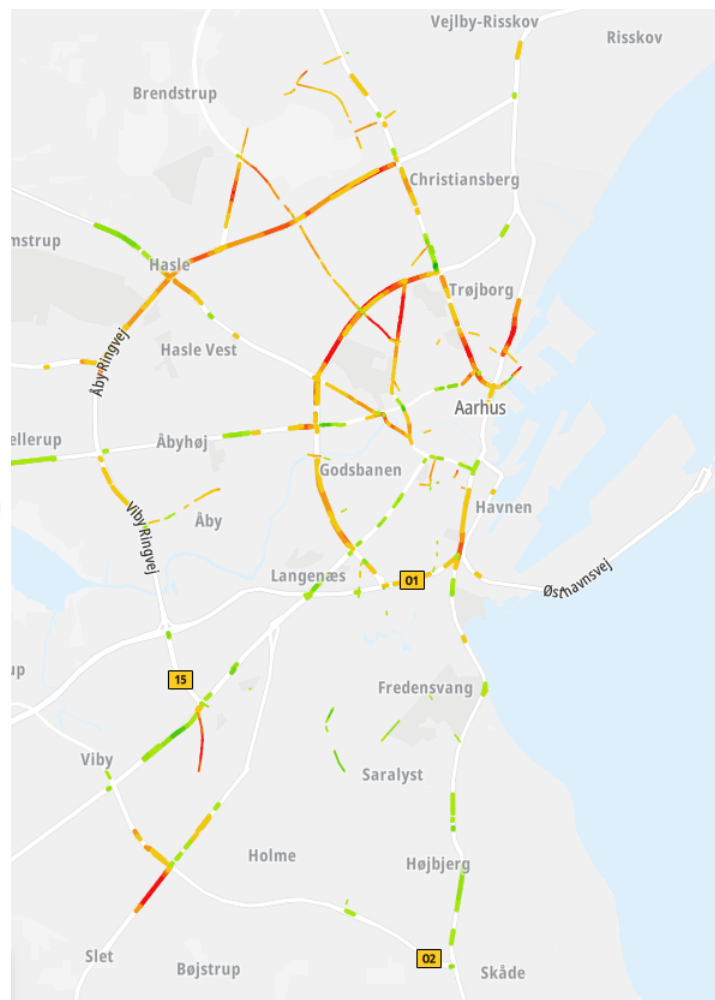 Vejlby-Risskov
Risskov
Brendstrup
Christiansberg
mstrup
Hasle
Trøjborg
Åby Ringvej
Hasle Vest
Aarhus
ellerup
Åbyhøj
Godsbanen
Havnen
Viby Ringvej
Åby
Langenæs
01
Østhavnsvej
up
15
Fredensvang
Viby
Saralyst
Holme
Højbjerg
Slet
Bøjstrup
02
Skåde